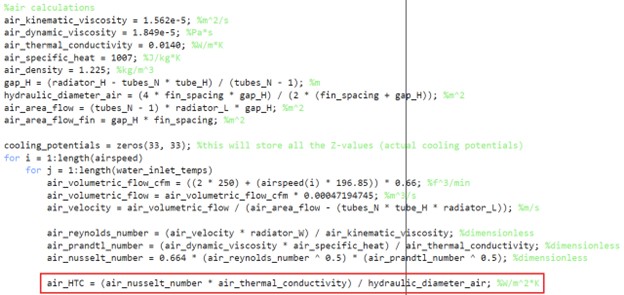 %air calculations
air_kinematic_viscosity = 1.562e-5; %m^2/s
air_dynamic_viscosity = 1.849e-5; %Pa*s
air_thermal_conductivity = 0.0140; %W/m*K
air_specific_heat = 1007; %J/kg*K
air_density = 1.225; %kg/m^3
gap_H = (radiator_H - tubes_N * tube_H) / (tubes_N - 1); %m
hydraulic_diameter_air = (4 * fin_spacing * gap_H) / (2 * (fin_spacing + gap_H)); %m^2
air_area_flow = (tubes_N - 1) * radiator_L * gap_H; %m^2
air_area_flow_fin = gap_H * fin_spacing; %m^2
cooling_potentials = zeros(33, 33); %this will store all the Z-values (actual cooling potentials)
for i = 1:length(airspeed)
for j = 1:length(water_inlet_temps)
air_volumetric_flow_cfm = ((2 * 250) + (airspeed(i) * 196.85)) * 0.66; %f^3/min
air_volumetric_flow = air_volumetric_flow_cfm * 0.00047194745; %m^3/s
air_velocity = air_volumetric_flow / (air_area_flow - (tubes_N * tube_H * radiator_L)); %m/s
air_reynolds_number = (air_velocity * radiator_W) / air_kinematic_viscosity; %dimensionless
air_prandtl_number = (air_dynamic_viscosity * air_specific_heat) / air_thermal_conductivity; %dimensionless
air_nusselt_number = 0.664 * (air_reynolds_number ^ 0.5) * (air_prandtl_number ^ 0.5); %dimensionless
air_HTC = (air_nusselt_number * air_thermal_conductivity) / hydraulic_diameter_air; %W/m^2*K